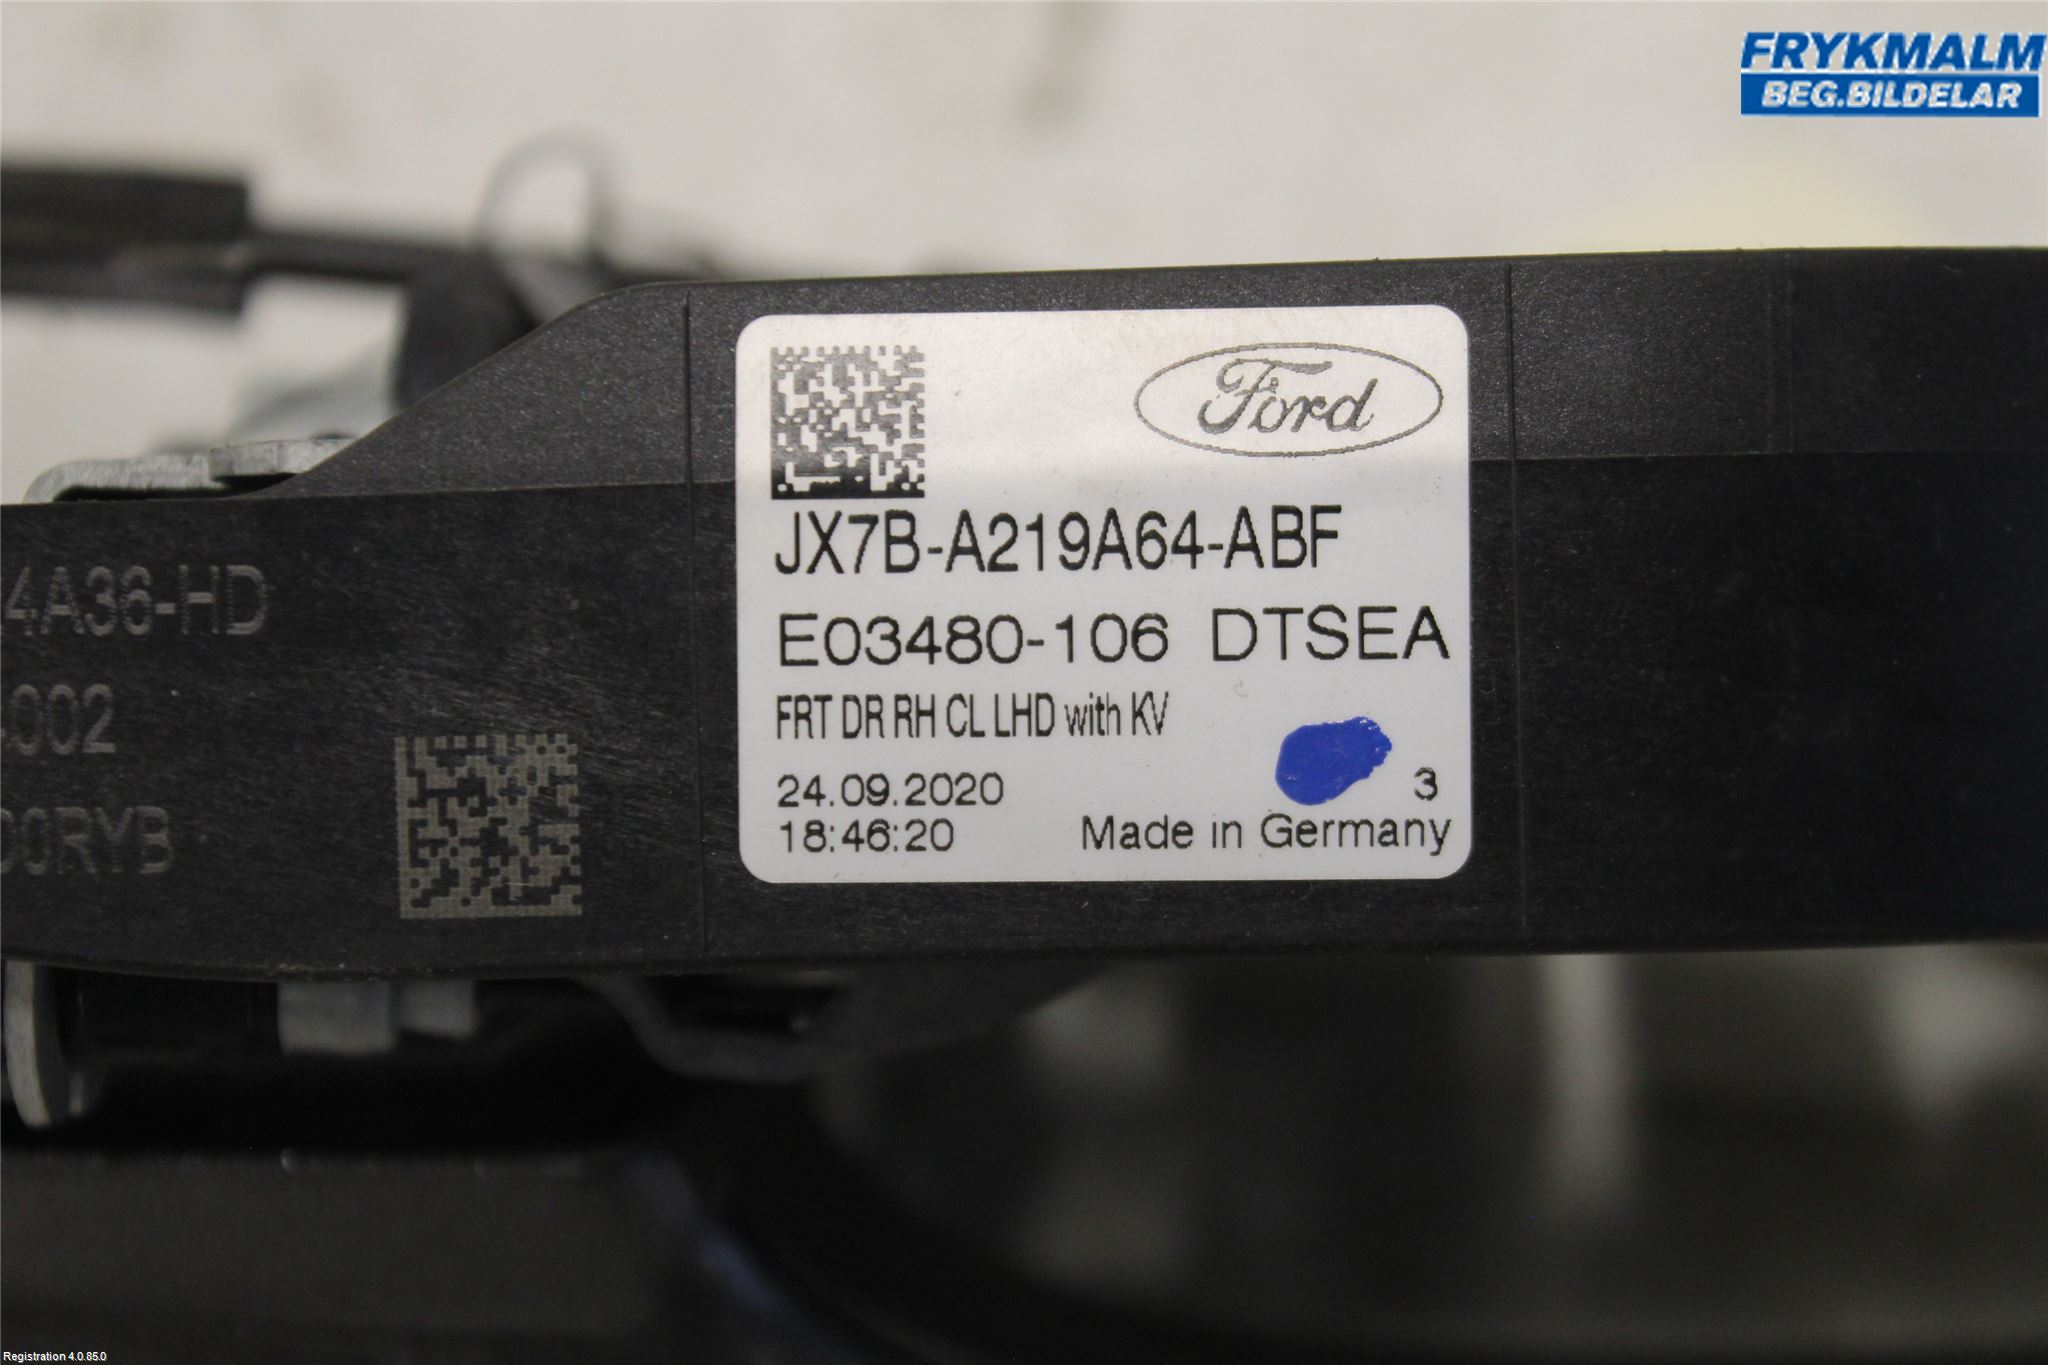 FRYKMALM
BEG.BILDELAR
Ford
JX7B-A219A64-ABF
E03480-106 DTSEA
FRT DR RH CL LHD with KV
24.09.2020
3
18:46:20
Made in Germany
4A36-HD
002
00RYB
Registration 4.0.85.0